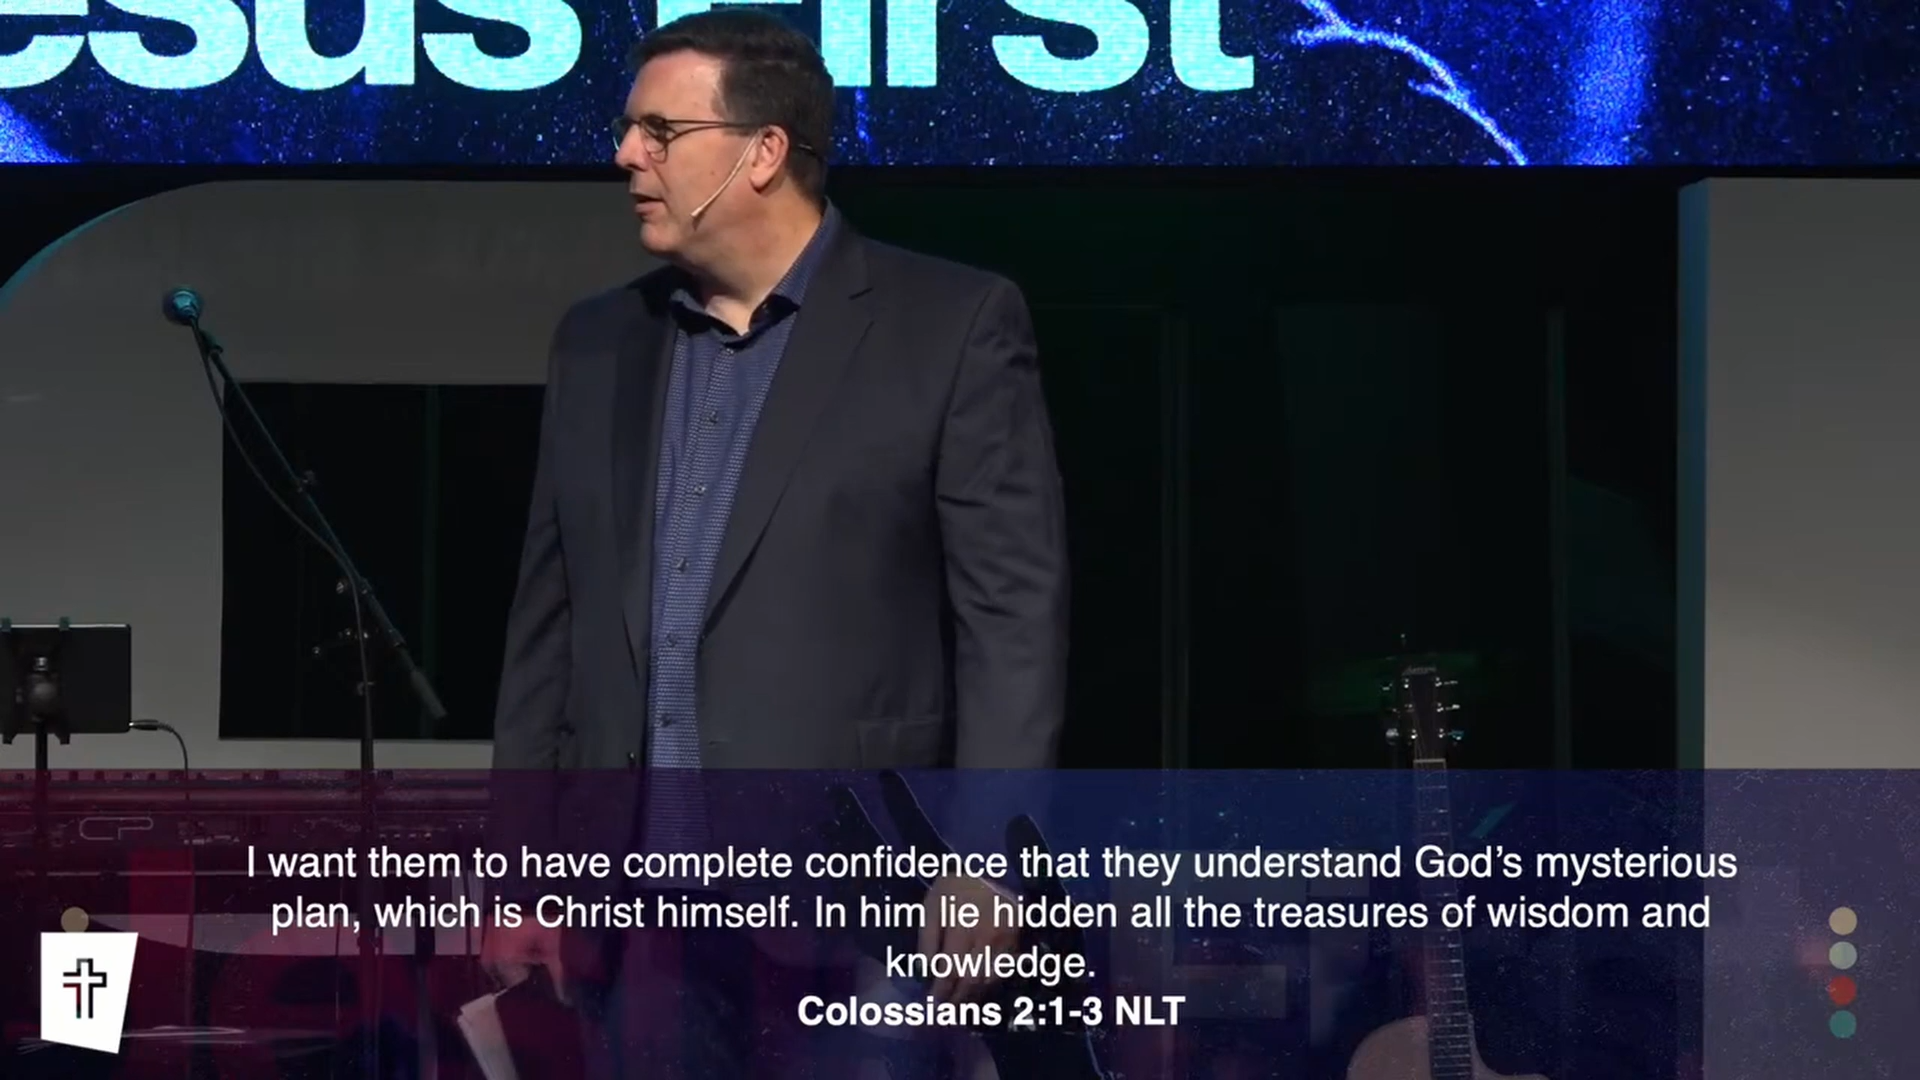 esus First
I want them to have complete confidence that they understand God’s mysterious
plan, which is Christ himself. In him lie hidden all the treasures of wisdom and
knowledge.
Colossians 2:1-3 NLT
CP